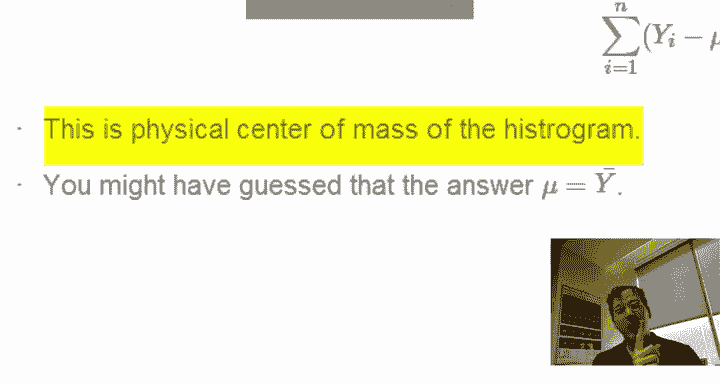 n
∑(Y_i − μ
i=1
· This is physical center of mass of the histrogram.
· You might have guessed that the answer μ = Ȳ.